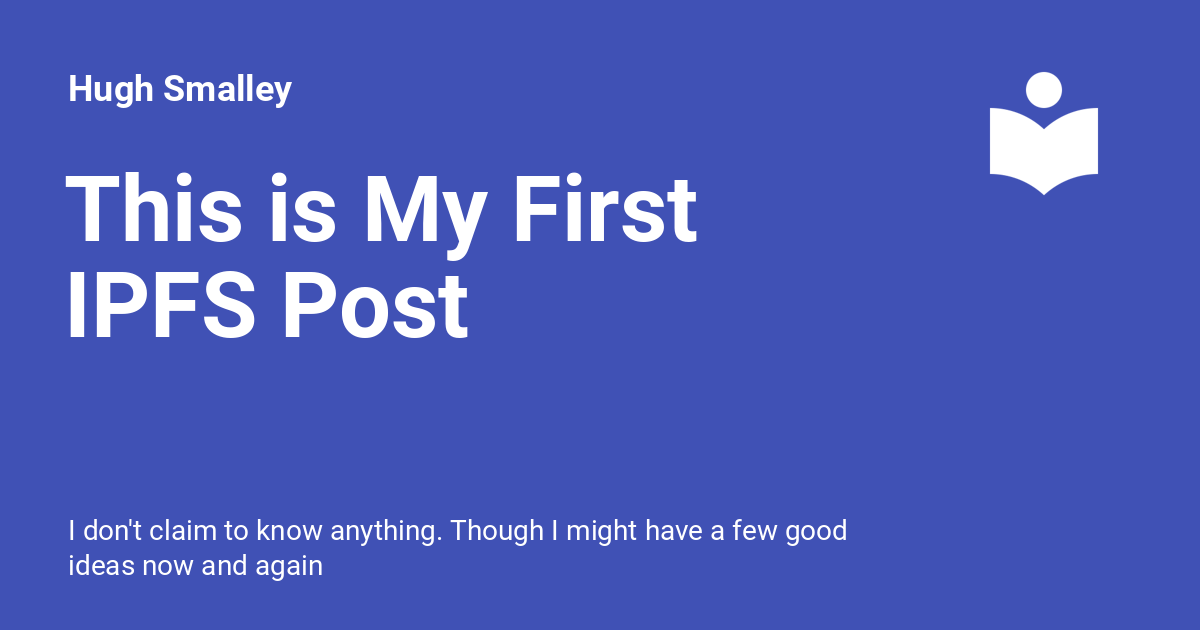 Hugh Smalley
This is My First
IPFS Post
I don't claim to know anything. Though I might have a few good
ideas now and again